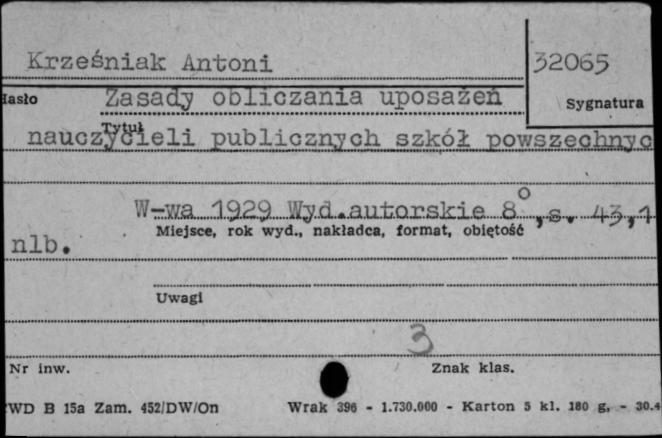 Krześniak Antoni
32065
Hasło
Zasady obliczania uposażeń
Sygnatura
Tytuł
nauczycieli publicznych szkół powszechnyc
W-wa 1929 Wyd.autorskie 8°, s. 43,1
Miejsce, rok wyd., nakładca, format, objętość
nlb.
Uwagi
3
Nr inw.
Znak klas.
WD B 15a Zam. 452/DW/On
Wrak 396 - 1.730.000 - Karton 5 kl. 180 g. - 30.4